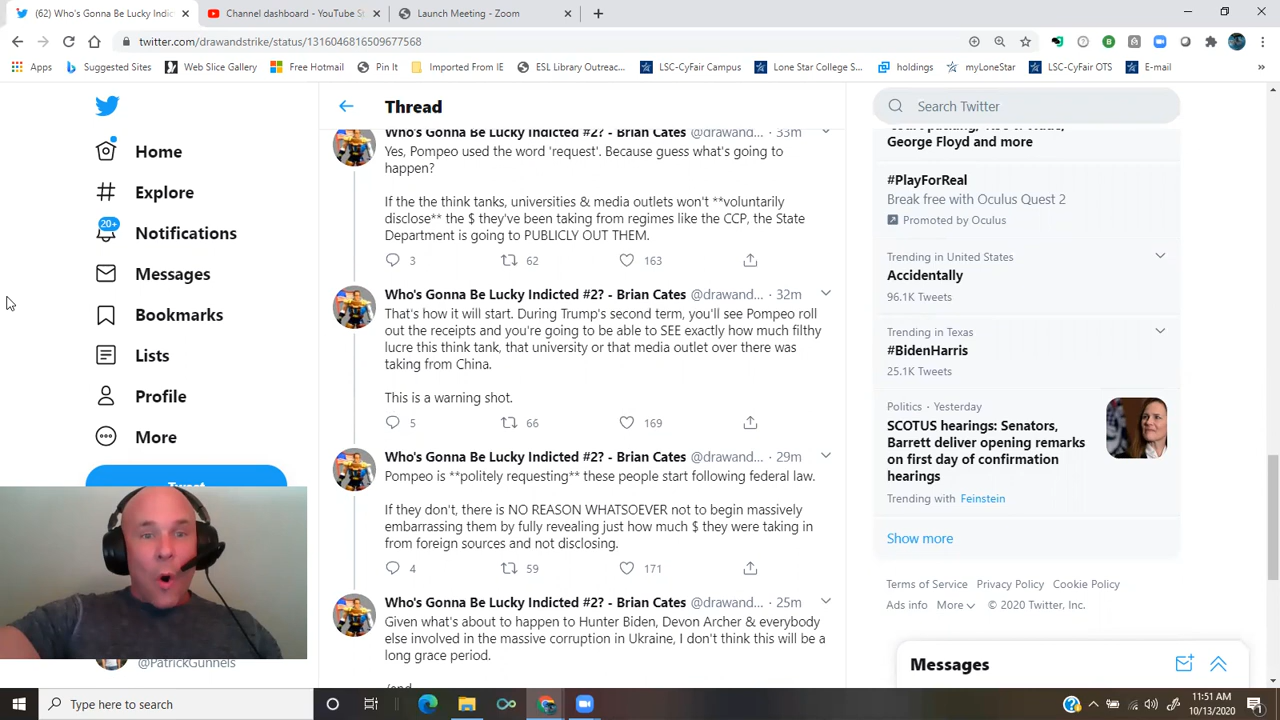 (62) Who's Gonna Be Lucky Indic
Channel dashboard - YouTube S
Launch Meeting - Zoom
twitter.com/drawandstrike/status/1316046816509677568
Apps
Suggested Sites
Web Slice Gallery
Free Hotmail
Pin It
Imported From IE
ESL Library Outreac...
LSC-CyFair Campus
Lone Star College S...
holdings
myLoneStar
LSC-CyFair OTS
E-mail
»
Home
Explore
20+
Notifications
Messages
Bookmarks
Lists
Profile
More
Tweet
@PatrickGunnels
Thread
Who's Gonna Be Lucky Indicted #2? - Brian Cates @drawand... · 33m
Yes, Pompeo used the word 'request'. Because guess what's going to
happen?
If the the think tanks, universities & media outlets won't **voluntarily
disclose** the $ they've been taking from regimes like the CCP, the State
Department is going to PUBLICLY OUT THEM.
3 62 163
Who's Gonna Be Lucky Indicted #2? - Brian Cates @drawand... · 32m
That's how it will start. During Trump's second term, you'll see Pompeo roll
out the receipts and you're going to be able to SEE exactly how much filthy
lucre this think tank, that university or that media outlet over there was
taking from China.
This is a warning shot.
5 66 169
Who's Gonna Be Lucky Indicted #2? - Brian Cates @drawand... · 29m
Pompeo is **politely requesting** these people start following federal law.
If they don't, there is NO REASON WHATSOEVER not to begin massively
embarrassing them by fully revealing just how much $ they were taking in
from foreign sources and not disclosing.
4 59 171
Who's Gonna Be Lucky Indicted #2? - Brian Cates @drawand... · 25m
Given what's about to happen to Hunter Biden, Devon Archer & everybody
else involved in the massive corruption in Ukraine, I don't think this will be a
long grace period.
/end
Search Twitter
George Floyd and more
#PlayForReal
Break free with Oculus Quest 2
Promoted by Oculus
Trending in United States
Accidentally
96.1K Tweets
Trending in Texas
#BidenHarris
25.1K Tweets
Politics · Yesterday
SCOTUS hearings: Senators,
Barrett deliver opening remarks
on first day of confirmation
hearings
Trending with Feinstein
Show more
Terms of Service Privacy Policy Cookie Policy
Ads info More © 2020 Twitter, Inc.
Messages
Type here to search
11:51 AM
10/13/2020